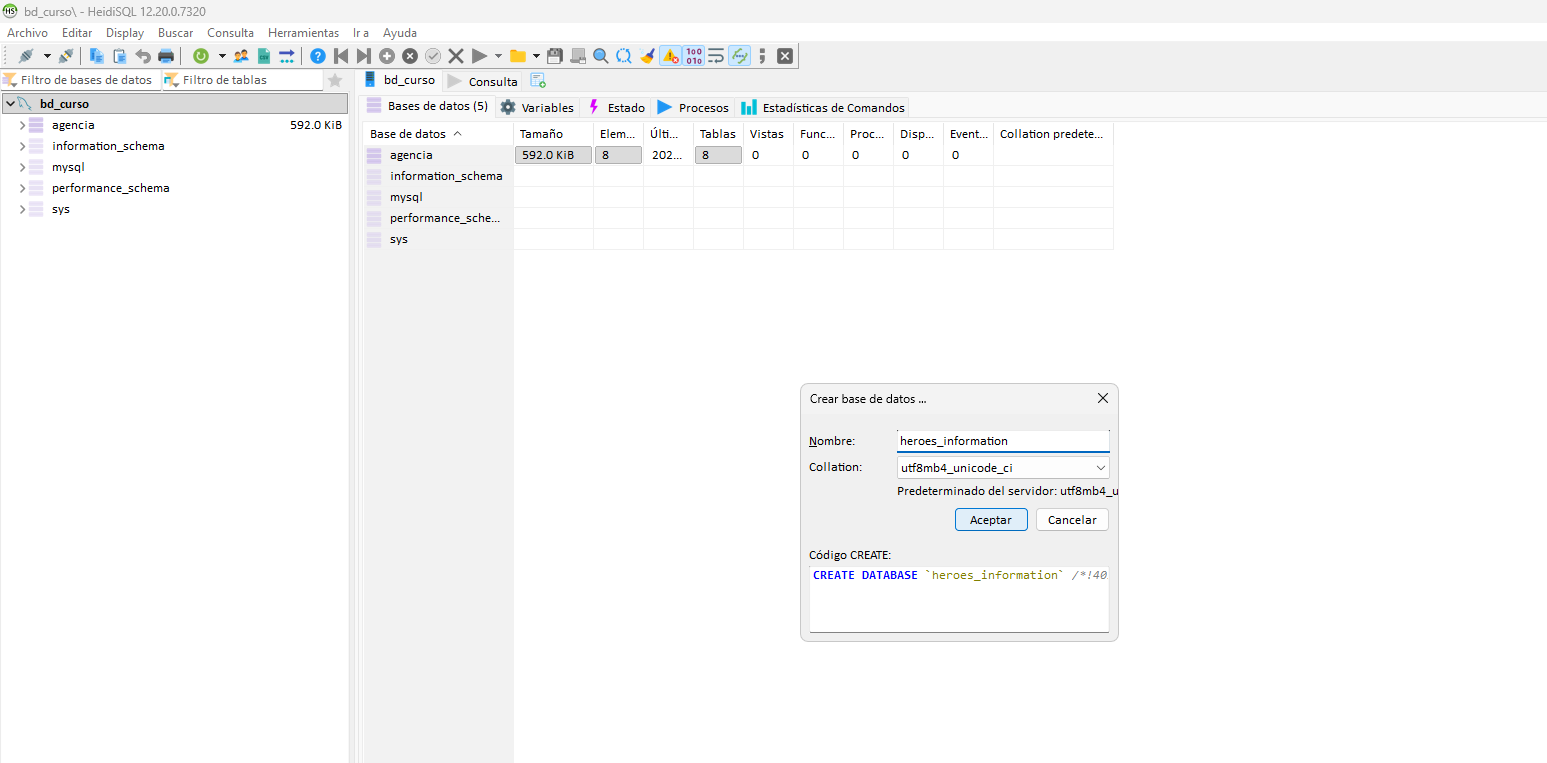 bd_curso\ - HeidiSQL 12.20.0.7320
Archivo Editar Display Buscar Consulta Herramientas Ir a Ayuda
Filtro de bases de datos Filtro de tablas bd_curso Consulta
bd_curso
agencia 592.0 KiB
information_schema
mysql
performance_schema
sys
Bases de datos (5) Variables Estado Procesos Estadísticas de Comandos
Base de datos Tamaño Elem... Últi... Tablas Vistas Func... Proc... Disp... Event... Collation predete...
agencia 592.0 KiB 8 202... 8 0 0 0 0 0
information_schema
mysql
performance_sche...
sys
Crear base de datos ...
Nombre: heroes_information
Collation: utf8mb4_unicode_ci
Predeterminado del servidor: utf8mb4_u
Aceptar Cancelar
Código CREATE:
CREATE DATABASE `heroes_information` /*!40